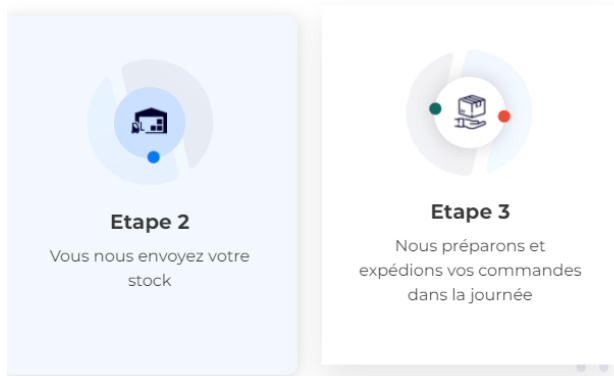 Etape 2
Vous nous envoyez votre
stock
Etape 3
Nous préparons et
expédions vos commandes
dans la journée